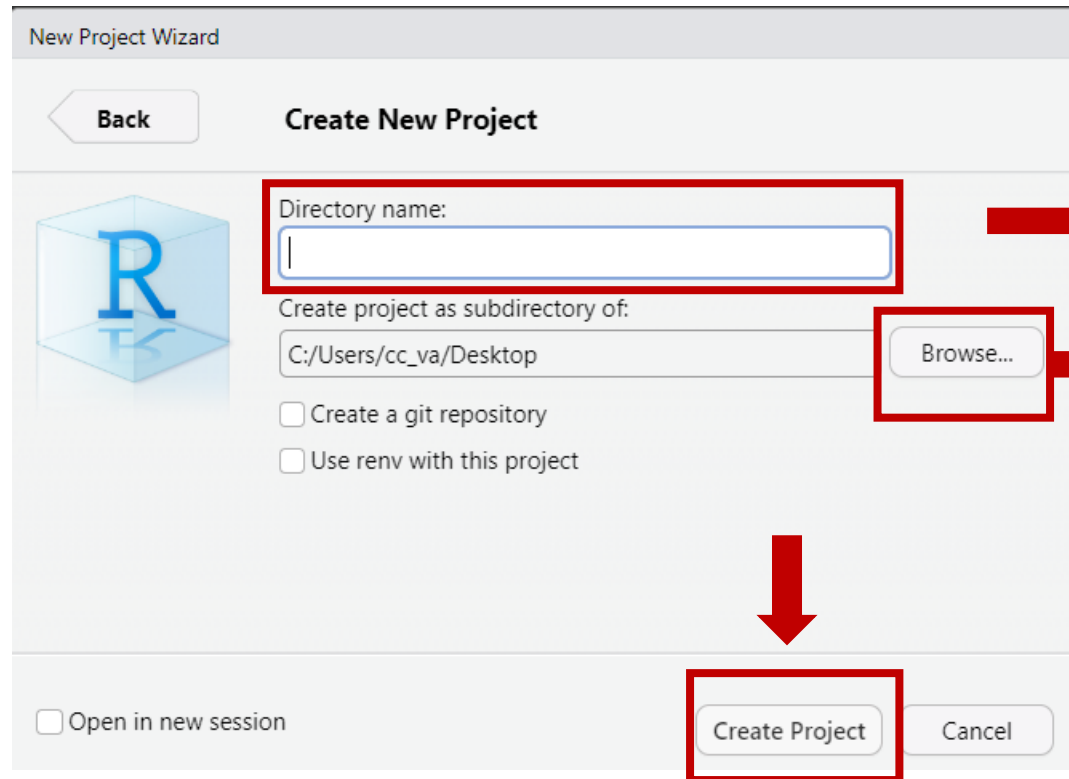 New Project Wizard
Back
Create New Project
R
Directory name:
Create project as subdirectory of:
C:/Users/cc_va/Desktop
Browse...
Create a git repository
Use renv with this project
Open in new session
Create Project
Cancel